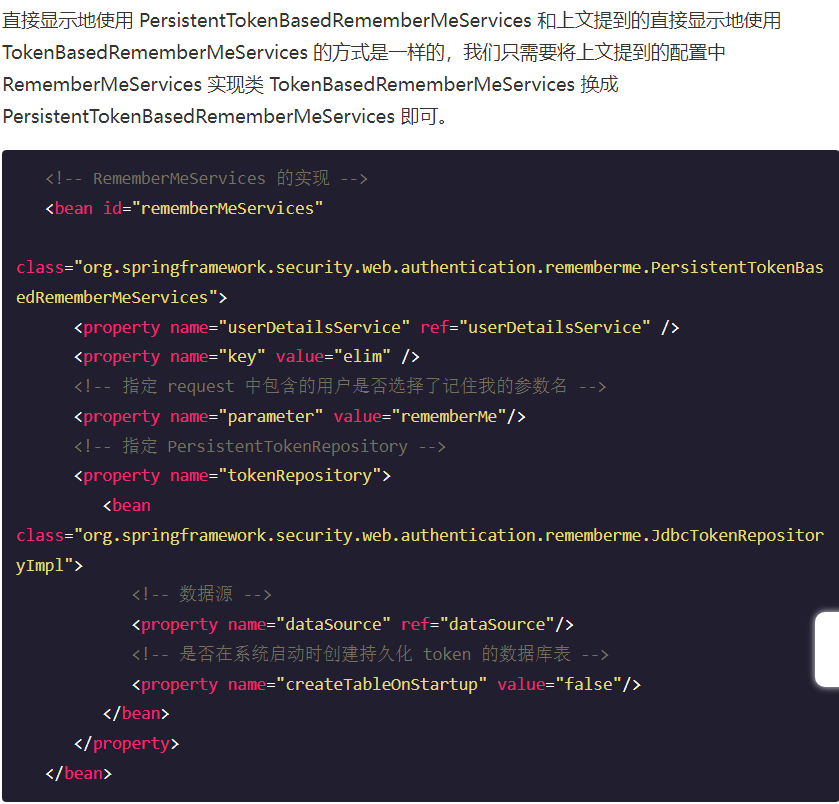 直接显示地使用 PersistentTokenBasedRememberMeServices 和上文提到的直接显示地使用
TokenBasedRememberMeServices 的方式是一样的，我们只需要将上文提到的配置中
RememberMeServices 实现类 TokenBasedRememberMeServices 换成
PersistentTokenBasedRememberMeServices 即可。
<!-- RememberMeServices 的实现 -->
<bean id="rememberMeServices"
class="org.springframework.security.web.authentication.rememberme.PersistentTokenBas
edRememberMeServices">
<property name="userDetailsService" ref="userDetailsService" />
<property name="key" value="elim" />
<!-- 指定 request 中包含的用户是否选择了记住我的参数名 -->
<property name="parameter" value="rememberMe"/>
<!-- 指定 PersistentTokenRepository -->
<property name="tokenRepository">
<bean
class="org.springframework.security.web.authentication.rememberme.JdbcTokenRepositor
yImpl">
<!-- 数据源 -->
<property name="dataSource" ref="dataSource"/>
<!-- 是否在系统启动时创建持久化 token 的数据库表 -->
<property name="createTableOnStartup" value="false"/>
</bean>
</property>
</bean>